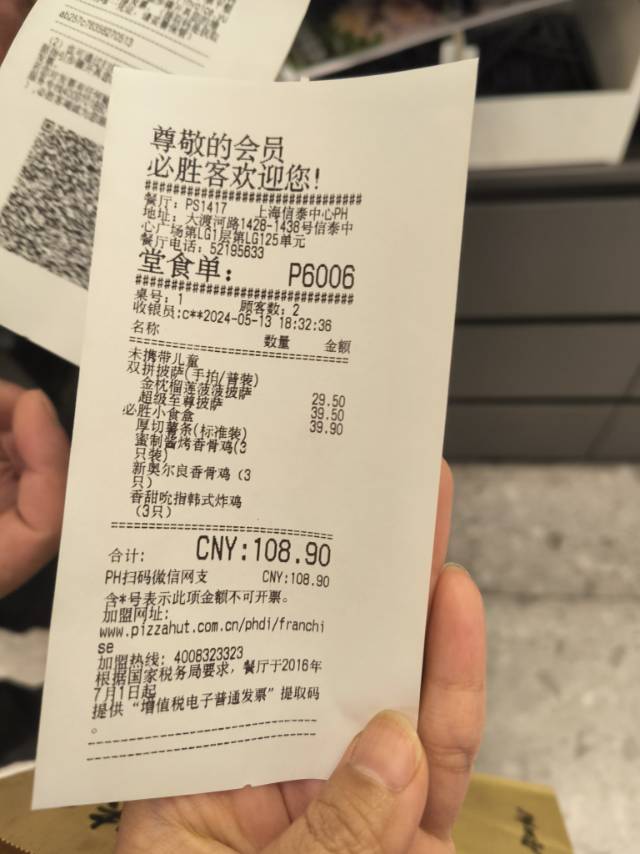 ab257c78358270513
尊敬的会员
必胜客欢迎您!
##############################
餐厅: PS1417 上海信泰中心PH
地址: 大渡河路1428-1438号信泰中
心广场第LG1层第LG125单元
餐厅电话: 52195633
堂食单: P6006
##############################
桌号: 1 顾客数: 2
收银员:c**2024-05-13 18:32:36
名称 数量 金额
==============================
未携带儿童
双拼披萨(手拍/普装)
金枕榴莲菠菠披萨 29.50
超级至尊披萨 39.50
必胜小食盒 39.90
厚切薯条(标准装)
蜜制酱烤香骨鸡(3
只装)
新奥尔良香骨鸡 (3
只)
香甜吮指韩式炸鸡
(3只)
==============================
合计: CNY:108.90
PH扫码微信网支 CNY:108.90
含*号表示此项金额不可开票。
加盟网址:
www.pizzahut.com.cn/phdi/franchi
se
加盟热线: 4008323323
根据国家税务局要求, 餐厅于2016年
7月1日起
提供 “增值税电子普通发票” 提取码
。